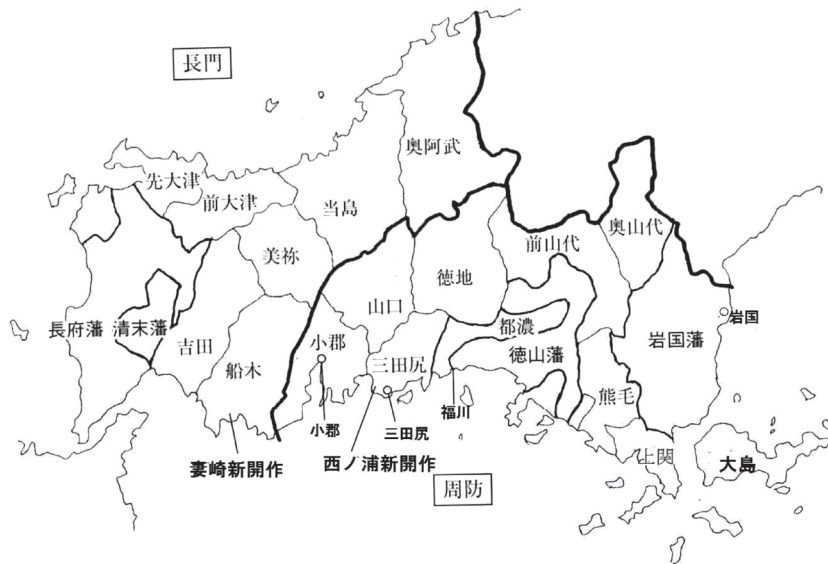 長門
奥阿武
先大津
前大津
当島
奥山代
前山代
美祢
徳地
山口
長府藩
清末藩
吉田
船木
小郡
三田尻
都濃
徳山藩
岩国藩
岩国
熊毛
福川
小郡
三田尻
妻崎新開作
西ノ浦新開作
上関
大島
周防